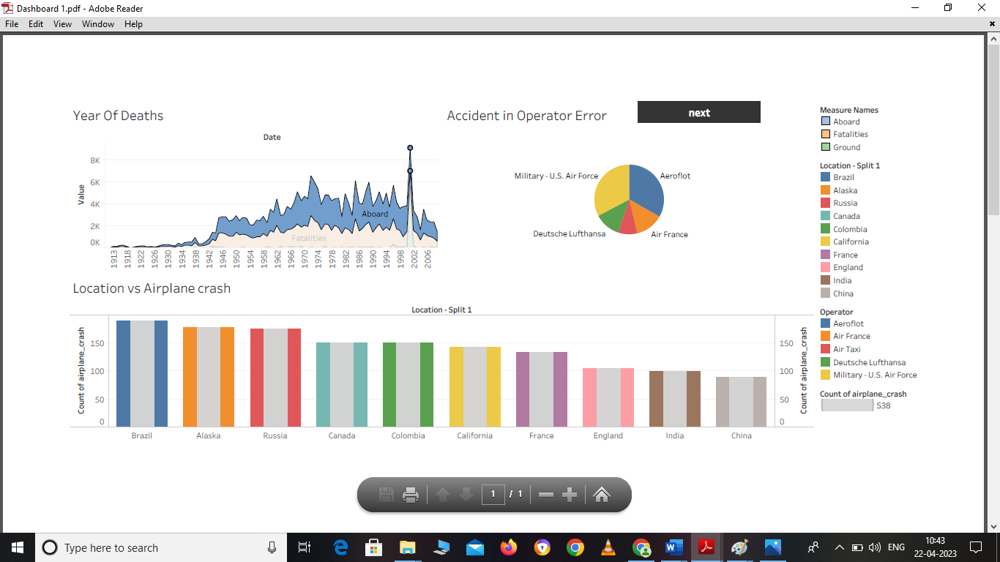 Dashboard 1.pdf - Adobe Reader
File Edit View Window Help
Year Of Deaths
Accident in Operator Error
next
Date
Value
8K
6K
4K
2K
0K
Aboard
Fatalities
1913 1918 1922 1926 1930 1934 1938 1942 1946 1950 1954 1958 1962 1966 1970 1974 1978 1982 1986 1990 1994 1998 2002 2006
Military - U.S. Air Force
Aeroflot
Deutsche Lufthansa
Air France
Measure Names
Aboard
Fatalities
Ground
Location - Split 1
Brazil
Alaska
Russia
Canada
Colombia
California
France
England
India
China
Operator
Aeroflot
Air France
Air Taxi
Deutsche Lufthansa
Military - U.S. Air Force
Count of airplane_crash
538
Location vs Airplane crash
Location - Split 1
Count of airplane_crash
150
100
50
0
150
100
50
0
Count of airplane_crash
Brazil Alaska Russia Canada Colombia California France England India China
1 / 1
Type here to search
ENG
10:43
22-04-2023